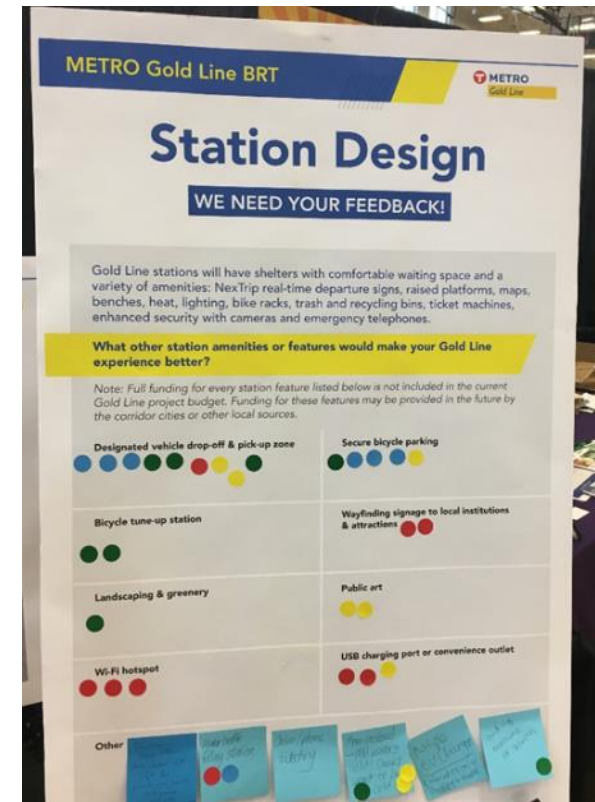 METRO Gold Line BRT
T METRO
Gold Line
Station Design
WE NEED YOUR FEEDBACK!
Gold Line stations will have shelters with comfortable waiting space and a
variety of amenities: NexTrip real-time departure signs, raised platforms, maps,
benches, heat, lighting, bike racks, trash and recycling bins, ticket machines,
enhanced security with cameras and emergency telephones.
What other station amenities or features would make your Gold Line
experience better?
Note: Full funding for every station feature listed below is not included in the current
Gold Line project budget. Funding for these features may be provided in the future by
the corridor cities or other local sources.
Designated vehicle drop-off & pick-up zone
Secure bicycle parking
Bicycle tune-up station
Wayfinding signage to local institutions
& attractions
Landscaping & greenery
Public art
Wi-Fi hotspot
USB charging port or convenience outlet
Other